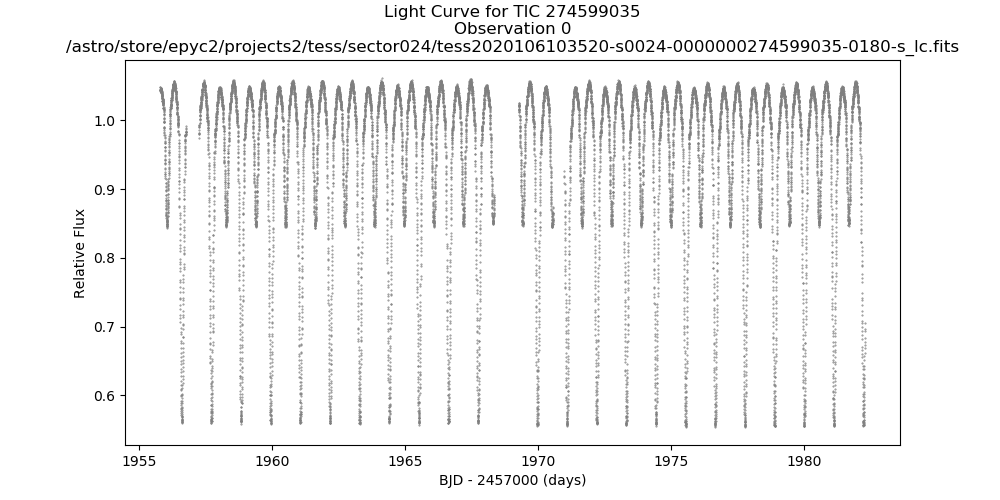 Light Curve for TIC 274599035
Observation 0
/astro/store/epyc2/projects2/tess/sector024/tess2020106103520-s0024-0000000274599035-0180-s_lc.fits
Relative Flux
1.0
0.9
0.8
0.7
0.6
1955 1960 1965 1970 1975 1980
BJD - 2457000 (days)